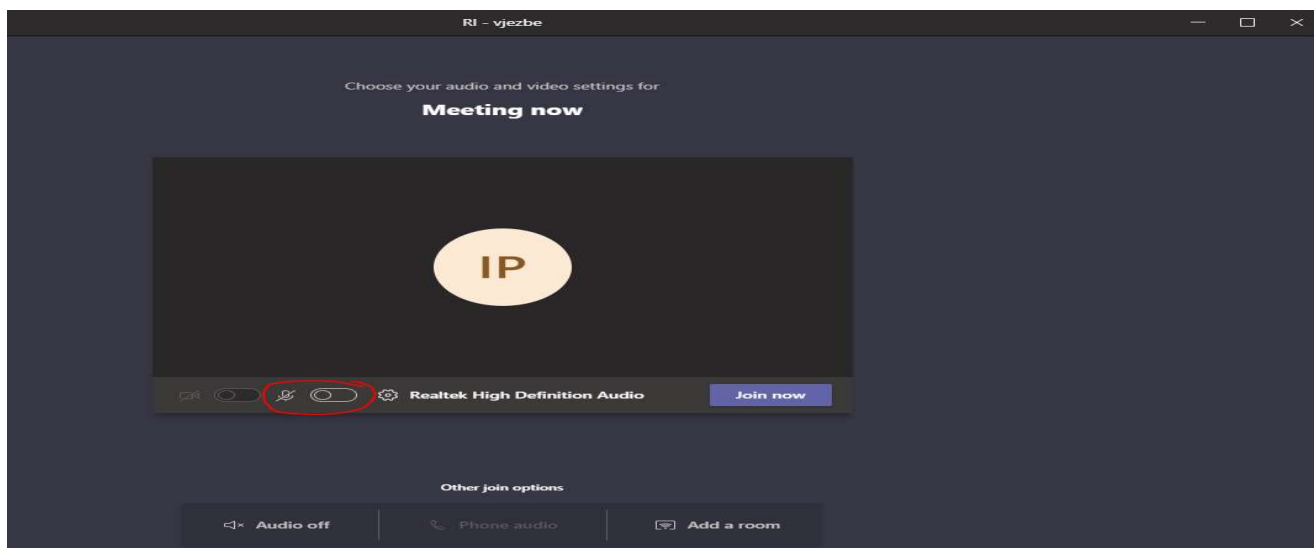 RI - vjezbe
Choose your audio and video settings for
Meeting now
IP
Realtek High Definition Audio
Join now
Other join options
Audio off
Phone audio
Add a room